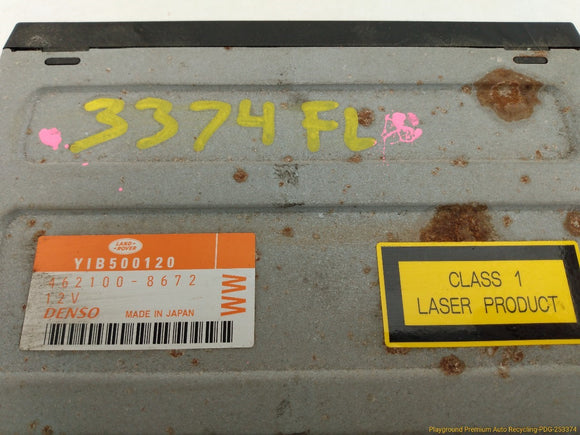 3374 FL
LAND-
ROVER
YIB500120
462100-8672
12V
DENSO MADE IN JAPAN
WW
CLASS 1
LASER PRODUCT
Playground Premium Auto Recycling-PDG-253374